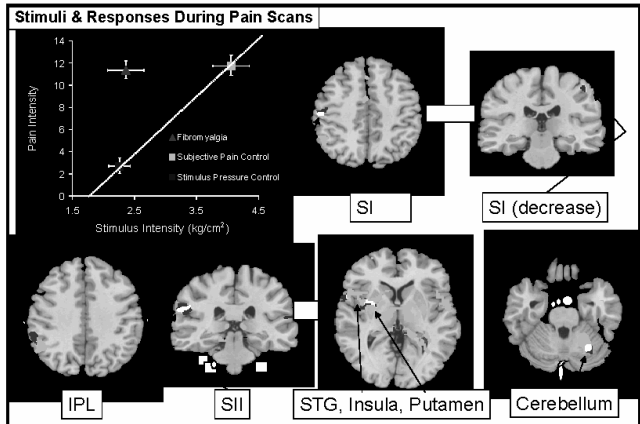 Stimuli & Responses During Pain Scans
14
12
10
8
6
4
2
0
Pain Intensity
Fibromyalgia
Subjective Pain Control
Stimulus Pressure Control
1.5 2.5 3.5 4.5
Stimulus Intensity (kg/cm²)
SI
SI (decrease)
IPL
SII
STG, Insula, Putamen
Cerebellum